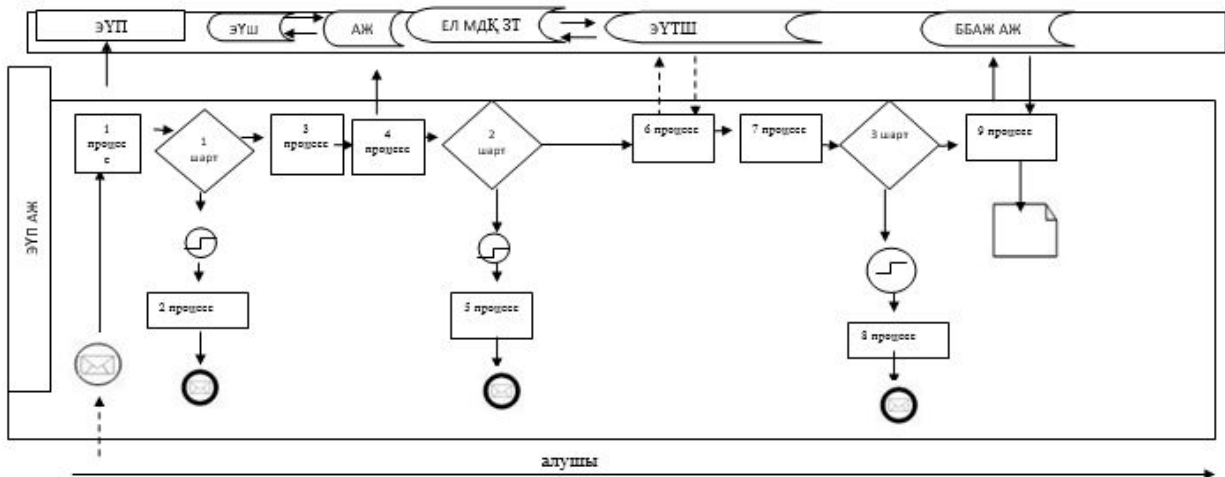 ЭҮП
ЭҮШ
АЖ
ЕЛ МДҚ ЗТ
ЭҮТШ
ББАЖ АЖ
ЭҮП АЖ
1
процес
с
1
шарт
3
процесс
4
процесс
2
шарт
6 процесс
7 процесс
3 шарт
9 процесс
2 процесс
5
процесс
8 процесс
алушы